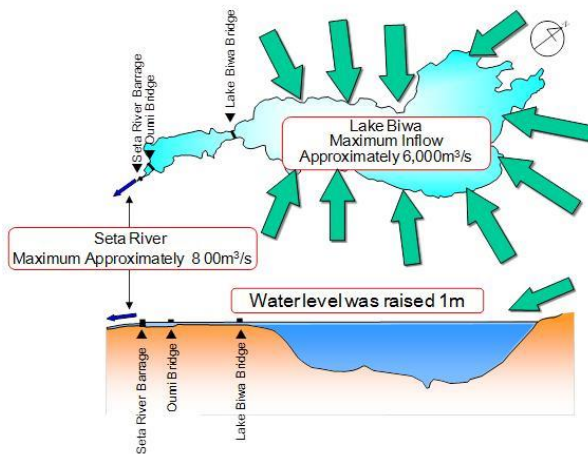 Seta River Barrage
Oumi Bridge
Lake Biwa Bridge
Lake Biwa
Maximum Inflow
Approximately 6,000m³/s
Seta River
Maximum Approximately 8 00m³/s
Water level was raised 1m
Seta River Barrage
Oumi Bridge
Lake Biwa Bridge